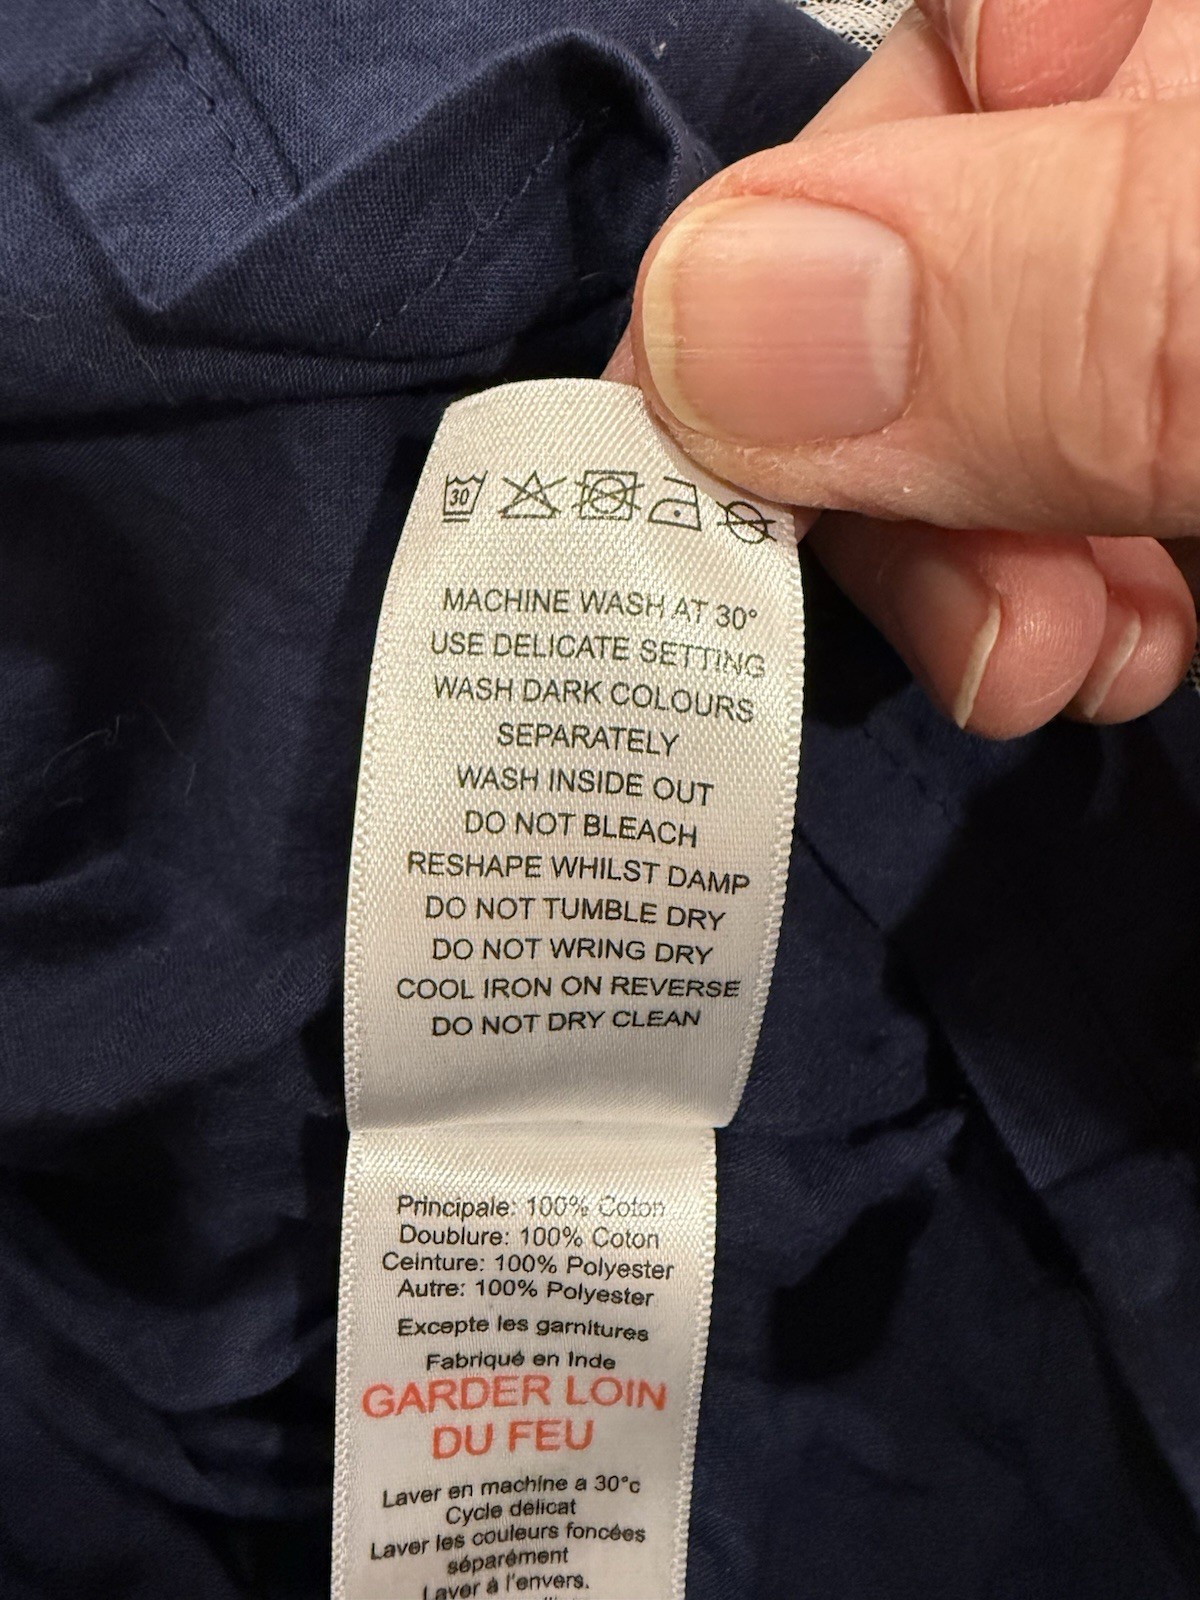 30
MACHINE WASH AT 30°
USE DELICATE SETTING
WASH DARK COLOURS
SEPARATELY
WASH INSIDE OUT
DO NOT BLEACH
RESHAPE WHILST DAMP
DO NOT TUMBLE DRY
DO NOT WRING DRY
COOL IRON ON REVERSE
DO NOT DRY CLEAN
Principale: 100% Coton
Doublure: 100% Coton
Ceinture: 100% Polyester
Autre: 100% Polyester
Excepte les garnitures
Fabriqué en Inde
GARDER LOIN
DU FEU
Laver en machine a 30°c
Cycle délicat
Laver les couleurs foncées
séparément
Laver à l'envers.